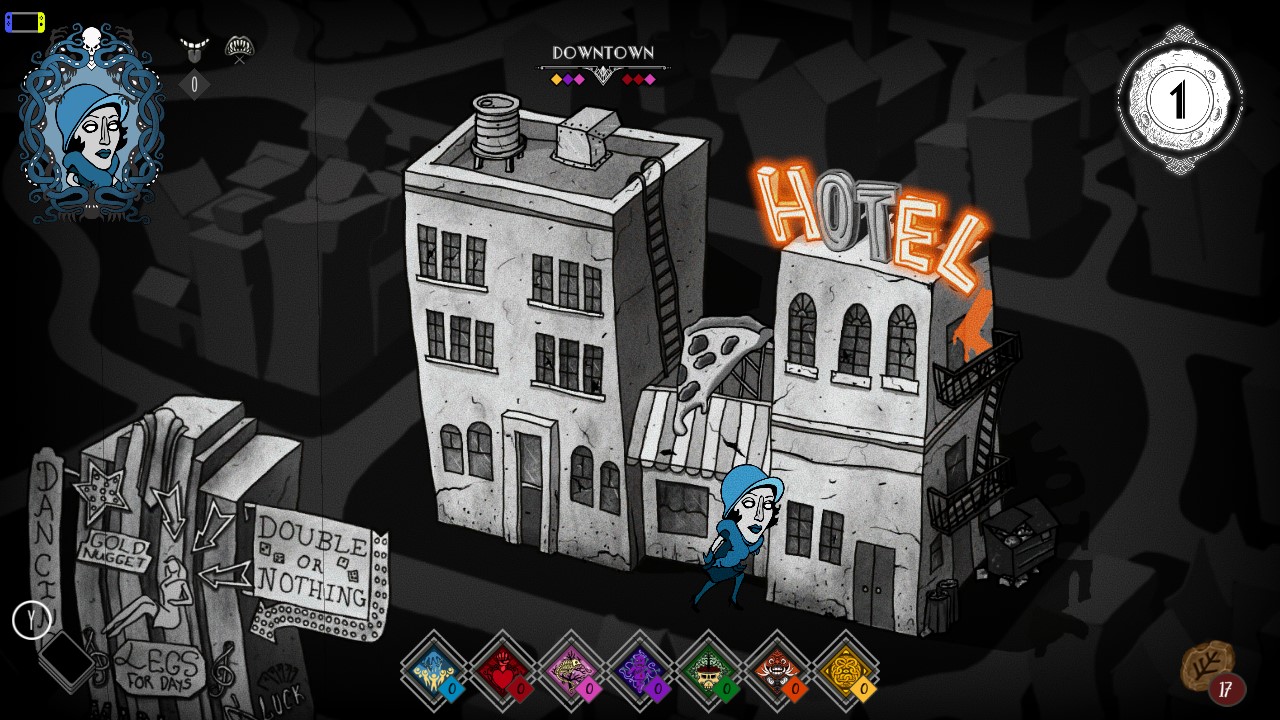 DOWNTOWN
0
1
HOTEL
DANCIN
GOLD
NUGGET
DOUBLE
OR
NOTHING
Y
LEGS
FOR DAYS
LUCK
0 0 0 0 0 0 0
17